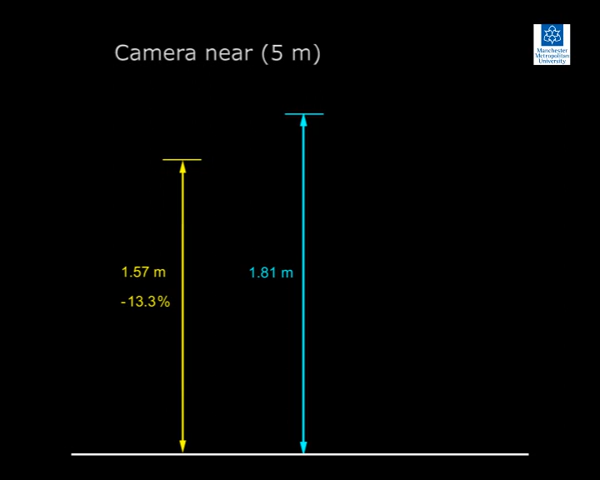 Camera near (5 m)
Manchester
Metropolitan
University
1.57 m
1.81 m
-13.3%